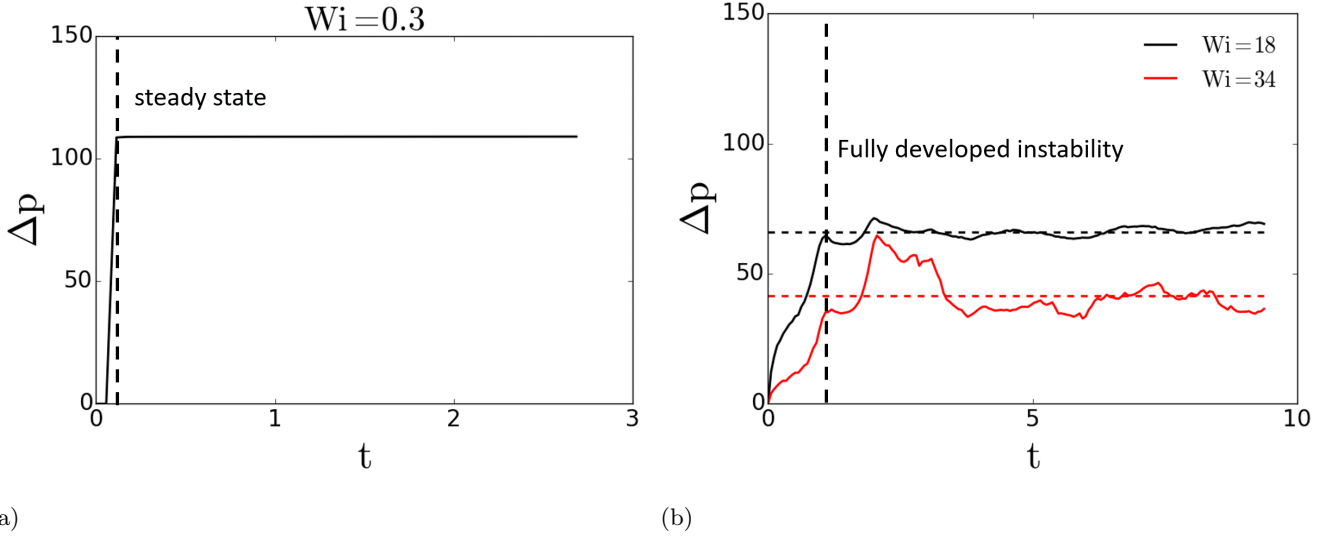 Wi=0.3
150
100
50
0
0
1
2
3
Δp
t
steady state
a)
150
100
50
0
0
5
10
Δp
t
Wi=18
Wi=34
Fully developed instability
(b)